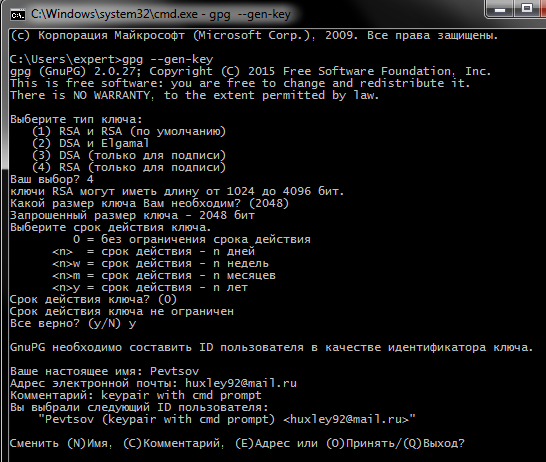 C:\Windows\system32\cmd.exe - gpg --gen-key
(c) Корпорация Майкрософт (Microsoft Corp.), 2009. Все права защищены.
C:\Users\expert>gpg --gen-key
gpg (GnuPG) 2.0.27; Copyright (C) 2015 Free Software Foundation, Inc.
This is free software: you are free to change and redistribute it.
There is NO WARRANTY, to the extent permitted by law.
Выберите тип ключа:
(1) RSA и RSA (по умолчанию)
(2) DSA и Elgamal
(3) DSA (только для подписи)
(4) RSA (только для подписи)
Ваш выбор? 4
ключи RSA могут иметь длину от 1024 до 4096 бит.
Какой размер ключа Вам необходим? (2048)
Запрошенный размер ключа - 2048 бит
Выберите срок действия ключа.
0 = без ограничения срока действия
<n>  = срок действия - n дней
<n>w = срок действия - n недель
<n>m = срок действия - n месяцев
<n>y = срок действия - n лет
Срок действия ключа? (0)
Срок действия ключа не ограничен
Все верно? (y/N) y
GnuPG необходимо составить ID пользователя в качестве идентификатора ключа.
Ваше настоящее имя: Pevtsov
Адрес электронной почты: huxley92@mail.ru
Комментарий: keypair with cmd prompt
Вы выбрали следующий ID пользователя:
"Pevtsov (keypair with cmd prompt) <huxley92@mail.ru>"
Сменить (N)Имя, (C)Комментарий, (E)Адрес или (O)Принять/(Q)Выход?